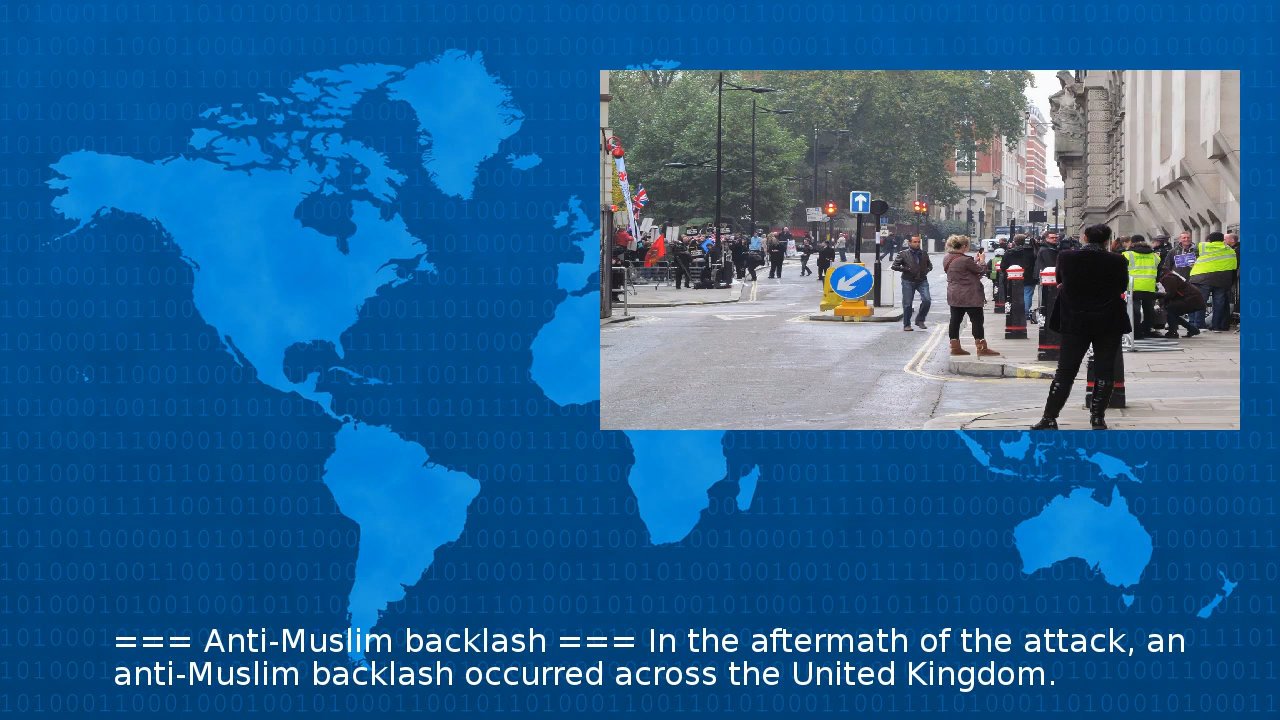 === Anti-Muslim backlash === In the aftermath of the attack, an
anti-Muslim backlash occurred across the United Kingdom.